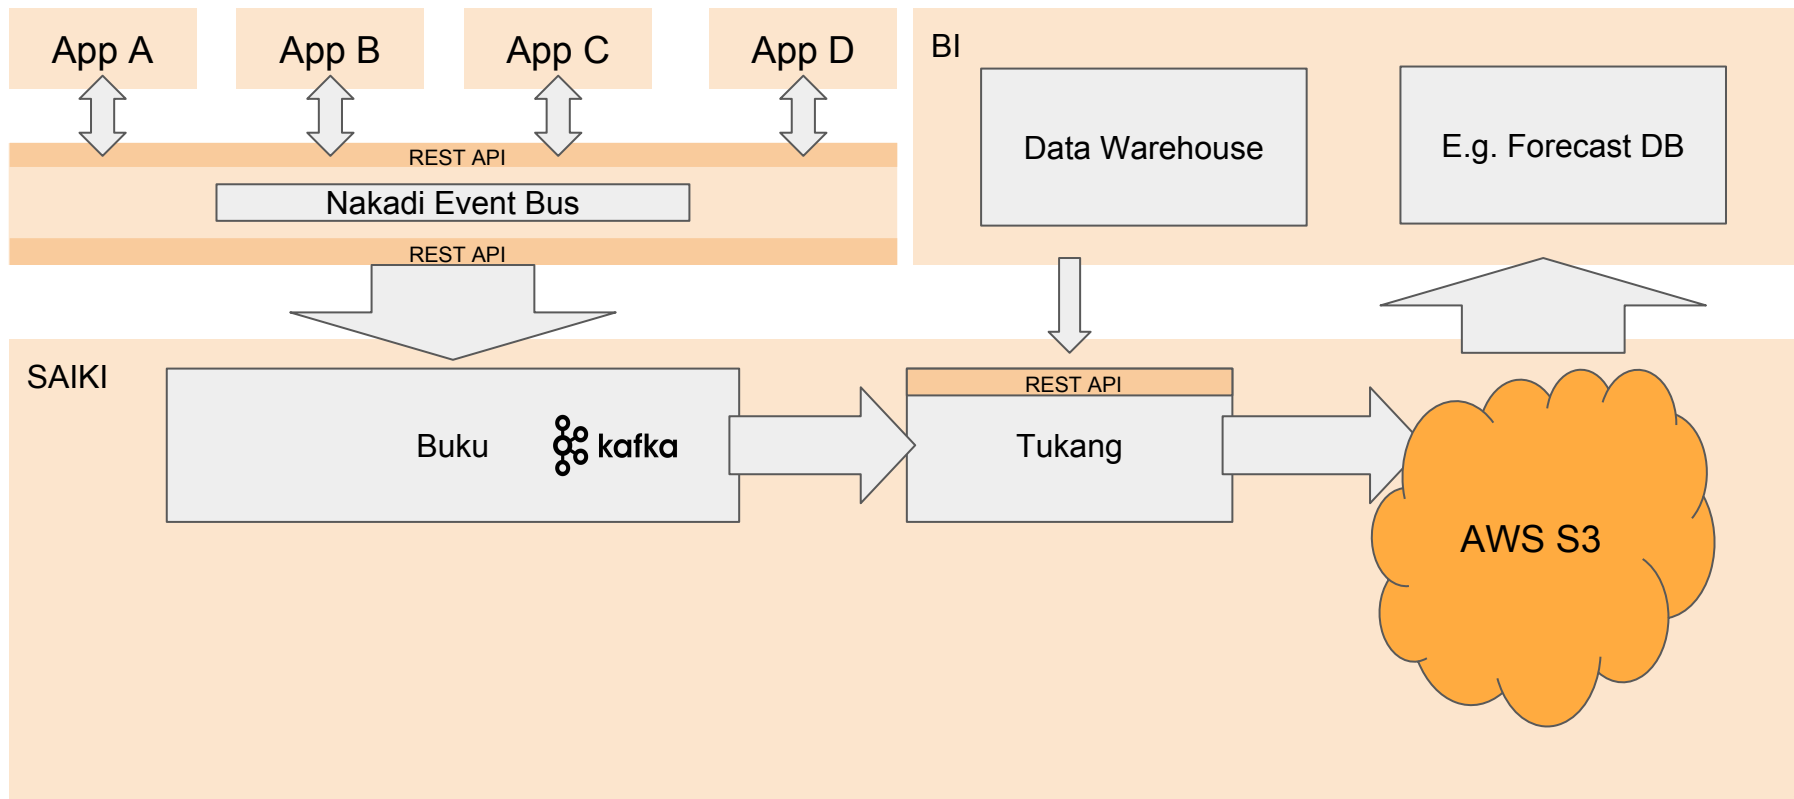 App A
App B
App C
App D
REST API
Nakadi Event Bus
REST API
BI
Data Warehouse
E.g. Forecast DB
SAIKI
Buku
kafka
REST API
Tukang
AWS S3